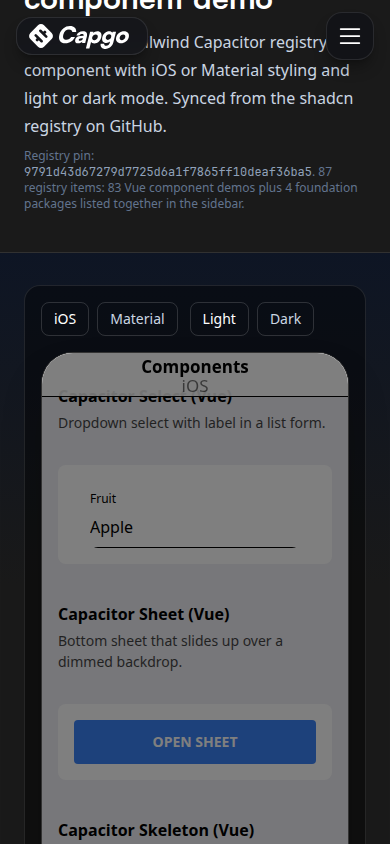 component demo
Capgo
ilwind Capacitor registry
component with iOS or Material styling and
light or dark mode. Synced from the shadcn
registry on GitHub.
Registry pin:
9791d43d67279d7725d6a1f7865ff10deaf36ba5. 87
registry items: 83 Vue component demos plus 4 foundation
packages listed together in the sidebar.
iOS
Material
Light
Dark
Components
iOS
Capacitor Select (Vue)
Dropdown select with label in a list form.
Fruit
Apple
Capacitor Sheet (Vue)
Bottom sheet that slides up over a
dimmed backdrop.
OPEN SHEET
Capacitor Skeleton (Vue)